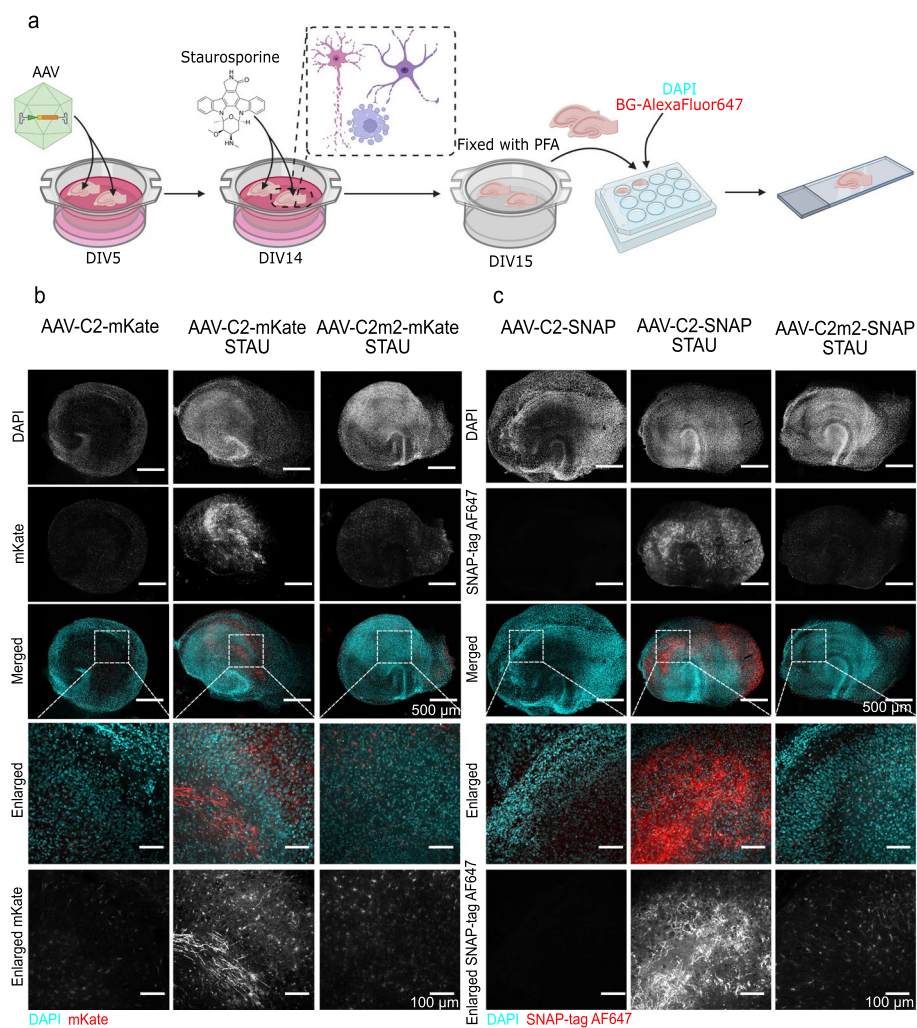 a
AAV
Staurosporine
H
N
O
N
N
O
H
O
HN
DAPI
BG-AlexaFluor647
Fixed with PFA
DIV5
DIV14
DIV15
b
AAV-C2-mKate
AAV-C2-mKate
STAU
AAV-C2m2-mKate
STAU
DAPI
mKate
Merged
500 µm
Enlarged
Enlarged mKate
100 µm
DAPI mKate
c
AAV-C2-SNAP
AAV-C2-SNAP
STAU
AAV-C2m2-SNAP
STAU
DAPI
SNAP-tag AF647
Merged
500 µm
Enlarged
Enlarged SNAP-tag AF647
100 µm
DAPI SNAP-tag AF647